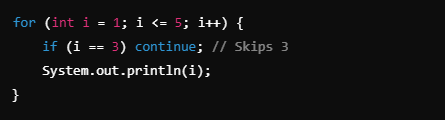 for (int i = 1; i <= 5; i++) {
    if (i == 3) continue; // Skips 3
    System.out.println(i);
}